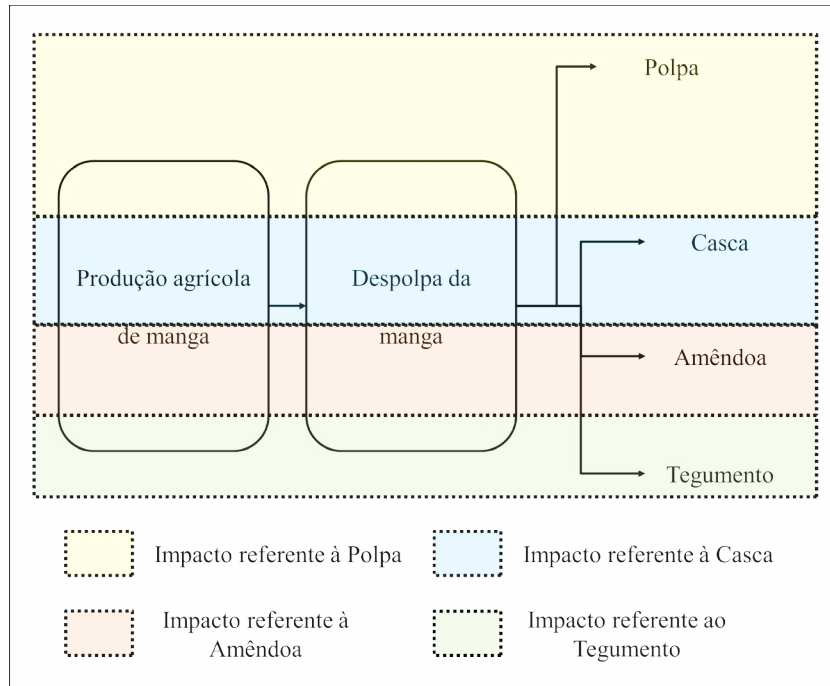 Polpa
Casca
Produção agrícola
de manga
Despolpa da
manga
Amêndoa
Tegumento
Impacto referente à Polpa
Impacto referente à Casca
Impacto referente à
Amêndoa
Impacto referente ao
Tegumento